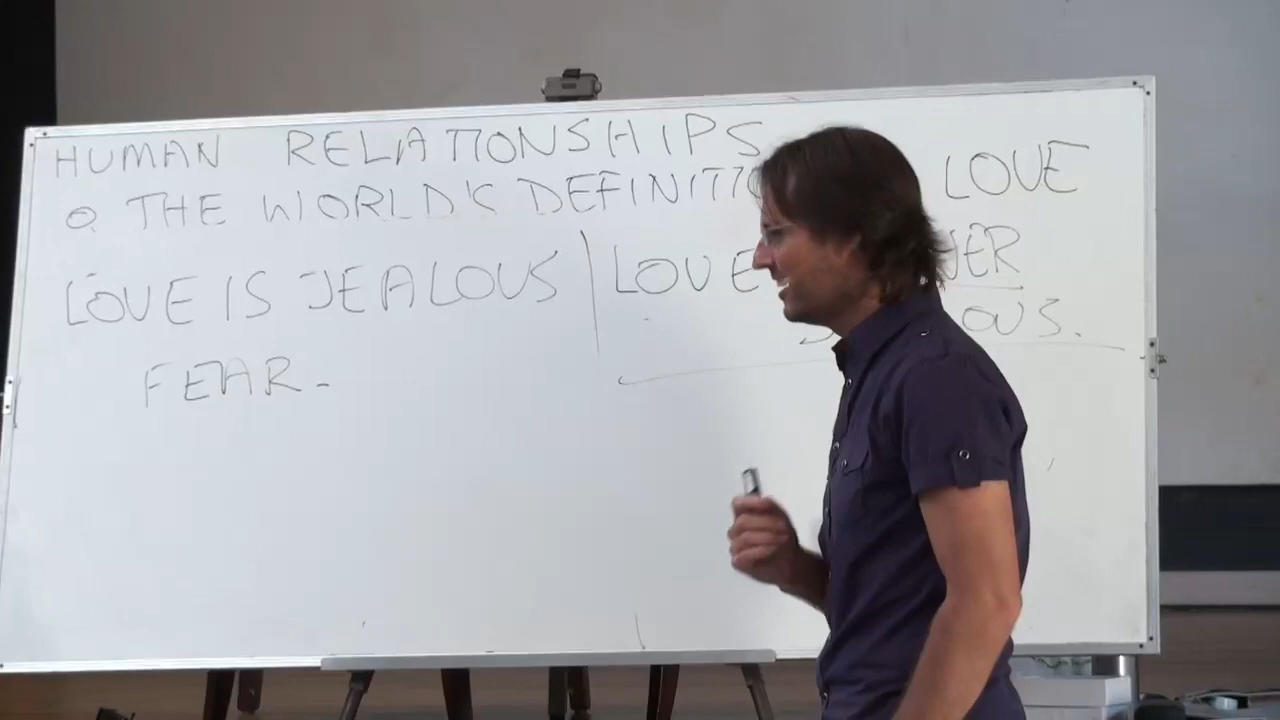 HUMAN RELATIONSHIPS
THE WORLD'S LOVE
LOVE IS JEALOUS | LOVE
FEAR.